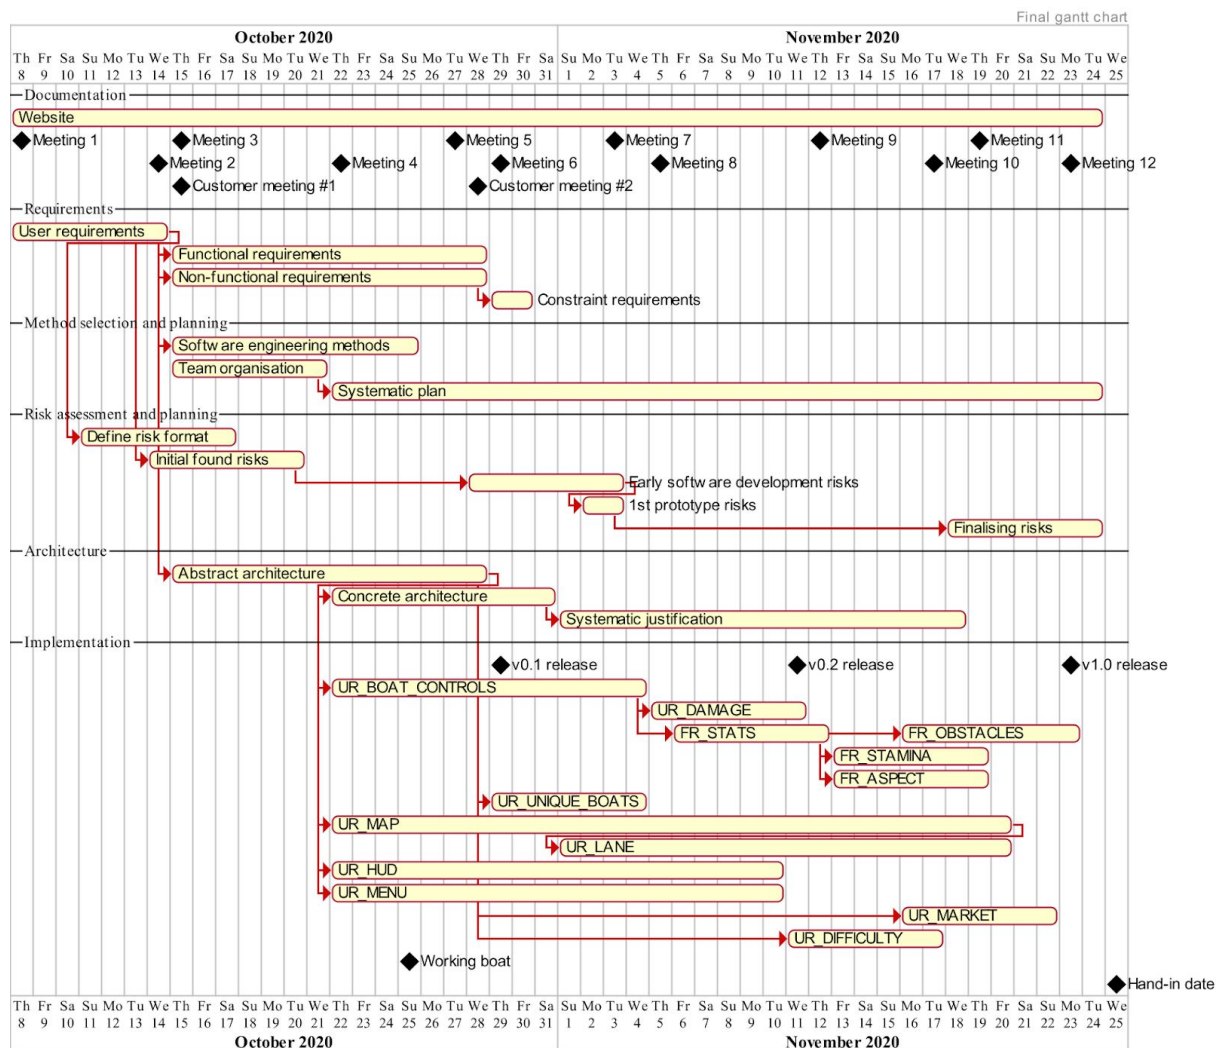 Final gantt chart
October 2020 November 2020
Th Fr Sa Su Mo Tu We Th Fr Sa Su Mo Tu We Th Fr Sa Su Mo Tu We Th Fr Sa Su Mo Tu We Th Fr Sa Su Mo Tu We Th Fr Sa Su Mo Tu We Th Fr Sa Su Mo Tu We
8 9 10 11 12 13 14 15 16 17 18 19 20 21 22 23 24 25 26 27 28 29 30 31 1 2 3 4 5 6 7 8 9 10 11 12 13 14 15 16 17 18 19 20 21 22 23 24 25
Documentation
Website
Meeting 1 Meeting 3 Meeting 5 Meeting 7 Meeting 9 Meeting 11
Meeting 2 Meeting 4 Meeting 6 Meeting 8 Meeting 10 Meeting 12
Customer meeting #1 Customer meeting #2
Requirements
User requirements
Functional requirements
Non-functional requirements
Constraint requirements
Method selection and planning
Software engineering methods
Team organisation
Systematic plan
Risk assessment and planning
Define risk format
Initial found risks
Early software development risks
1st prototype risks
Finalising risks
Architecture
Abstract architecture
Concrete architecture
Systematic justification
Implementation
v0.1 release v0.2 release v1.0 release
UR_BOAT_CONTROLS
UR_DAMAGE
FR_STATS FR_OBSTACLES
FR_STAMINA
FR_ASPECT
UR_UNIQUE_BOATS
UR_MAP
UR_LANE
UR_HUD
UR_MENU
UR_MARKET
UR_DIFFICULTY
Working boat
Hand-in date
Th Fr Sa Su Mo Tu We Th Fr Sa Su Mo Tu We Th Fr Sa Su Mo Tu We Th Fr Sa Su Mo Tu We Th Fr Sa Su Mo Tu We Th Fr Sa Su Mo Tu We Th Fr Sa Su Mo Tu We
8 9 10 11 12 13 14 15 16 17 18 19 20 21 22 23 24 25 26 27 28 29 30 31 1 2 3 4 5 6 7 8 9 10 11 12 13 14 15 16 17 18 19 20 21 22 23 24 25
October 2020 November 2020